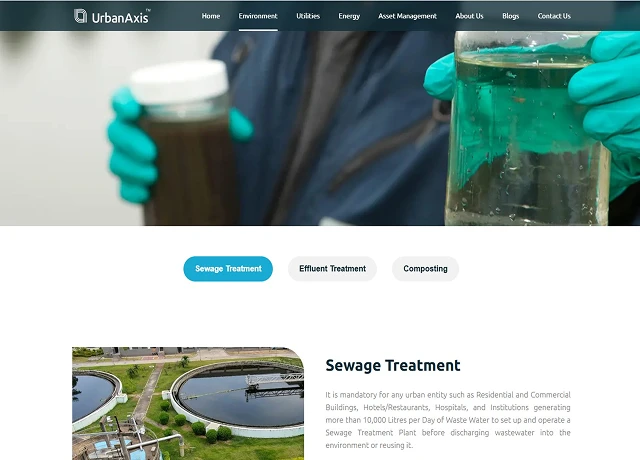 UrbanAxis™
Home Environment Utilities Energy Asset Management About Us Blogs Contact Us
Sewage Treatment Effluent Treatment Composting
Sewage Treatment
It is mandatory for any urban entity such as Residential and Commercial
Buildings, Hotels/Restaurants, Hospitals, and Institutions generating
more than 10,000 Litres per Day of Waste Water to set up and operate a
Sewage Treatment Plant before discharging wastewater into the
environment or reusing it.